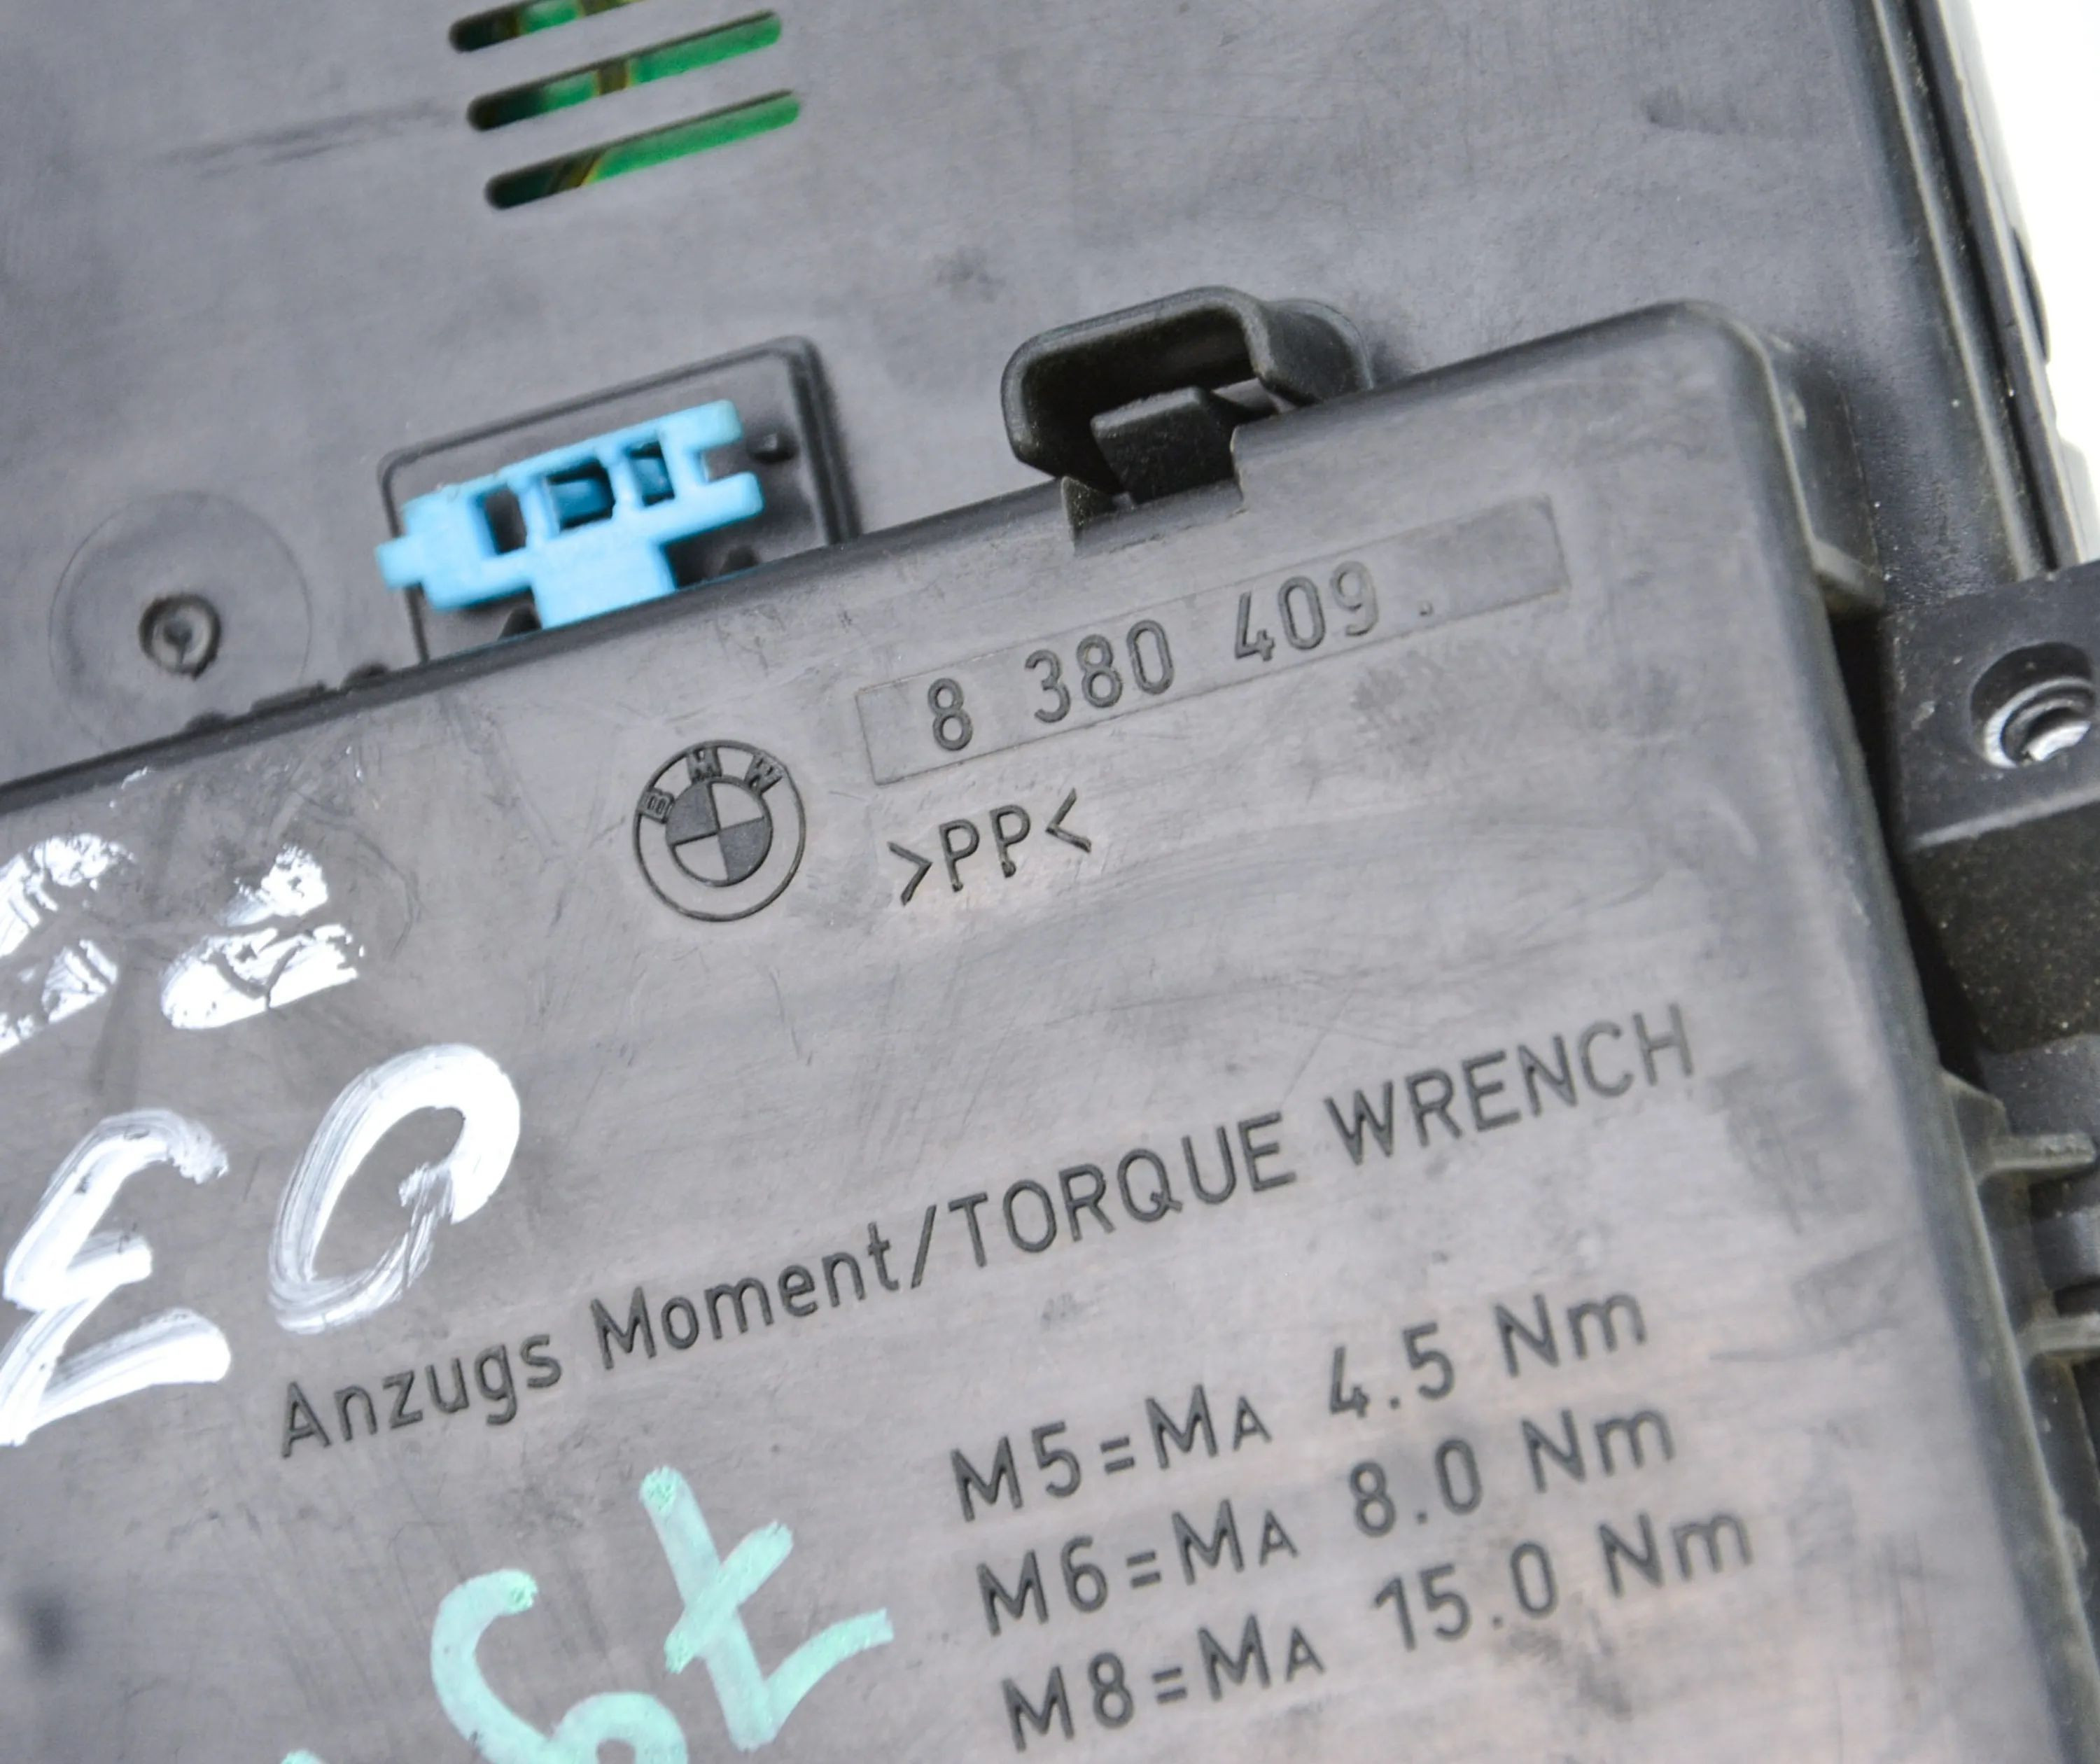 8 380 409.
BMW
>PP<
Anzugs Moment/TORQUE WRENCH
M5=MA 4.5 Nm
M6=MA 8.0 Nm
M8=MA 15.0 Nm